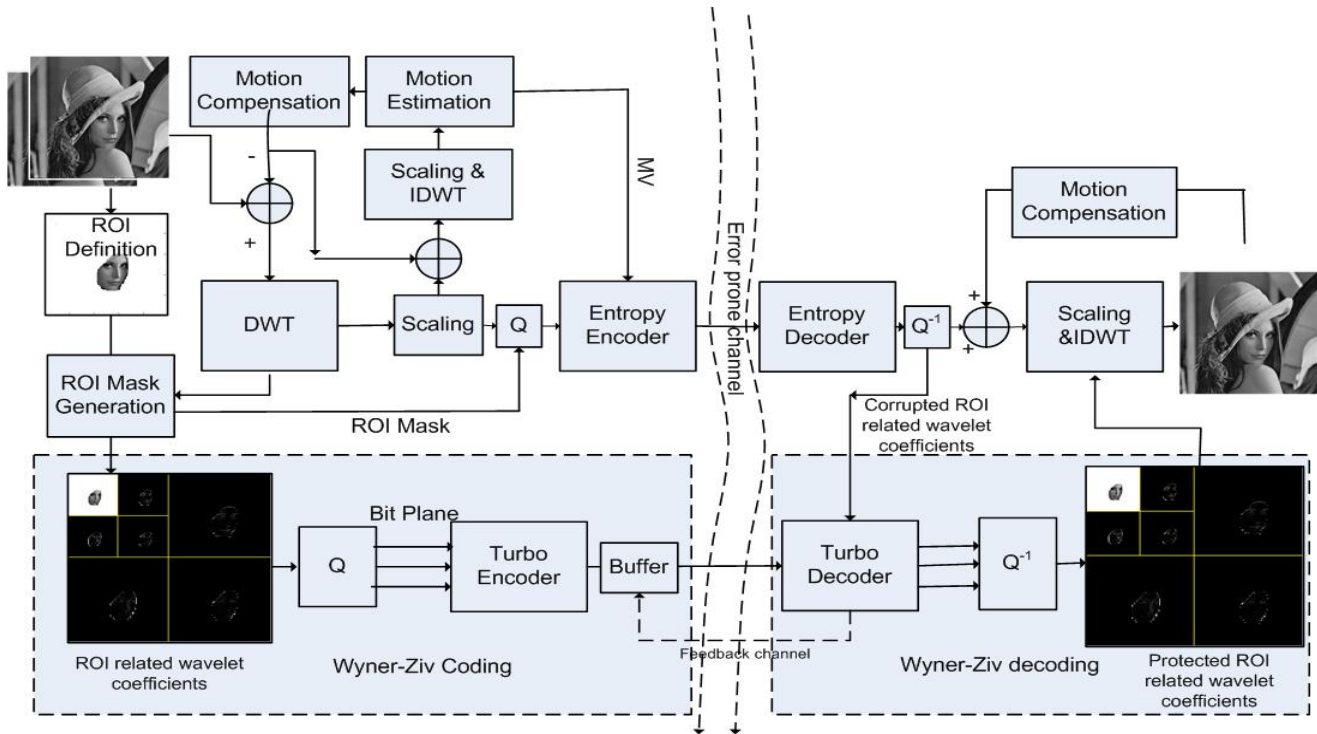 Motion
Compensation
Motion
Estimation
MV
-
Scaling &
IDWT
ROI
Definition
+
DWT
Scaling
Q
Entropy
Encoder
ROI Mask
Generation
ROI Mask
Error prone channel
Motion
Compensation
Entropy
Decoder
Q-1
+
+
Scaling
&IDWT
Corrupted ROI
related wavelet
coefficients
Bit Plane
Q
Turbo
Encoder
Buffer
ROI related wavelet
coefficients
Wyner-Ziv Coding
Feedback channel
Turbo
Decoder
Q-1
Wyner-Ziv decoding
Protected ROI
related wavelet
coefficients